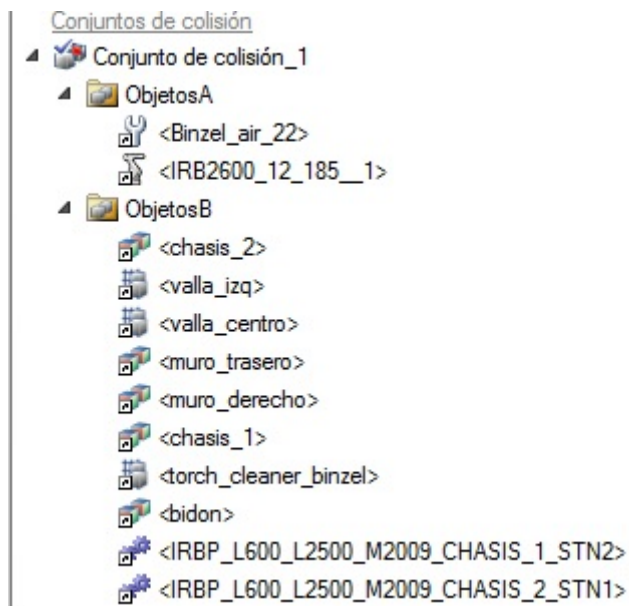 Conjuntos de colisión
Conjunto de colisión_1
ObjetosA
<Binzel_air_22>
<IRB2600_12_185__1>
ObjetosB
<chasis_2>
<valla_izq>
<valla_centro>
<muro_trasero>
<muro_derecho>
<chasis_1>
<torch_cleaner_binzel>
<bidon>
<IRBP_L600_L2500_M2009_CHASIS_1_STN2>
<IRBP_L600_L2500_M2009_CHASIS_2_STN1>